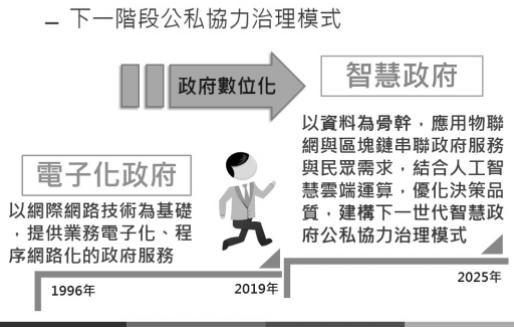 – 下一階段公私協力治理模式
政府數位化
智慧政府
以資料為骨幹，應用物聯
網與區塊鏈串聯政府服務
與民眾需求，結合人工智
慧雲端運算，優化決策品
質，建構下一世代智慧政
府公私協力治理模式
電子化政府
以網際網路技術為基礎
，提供業務電子化、程
序網路化的政府服務
1996年
2019年
2025年